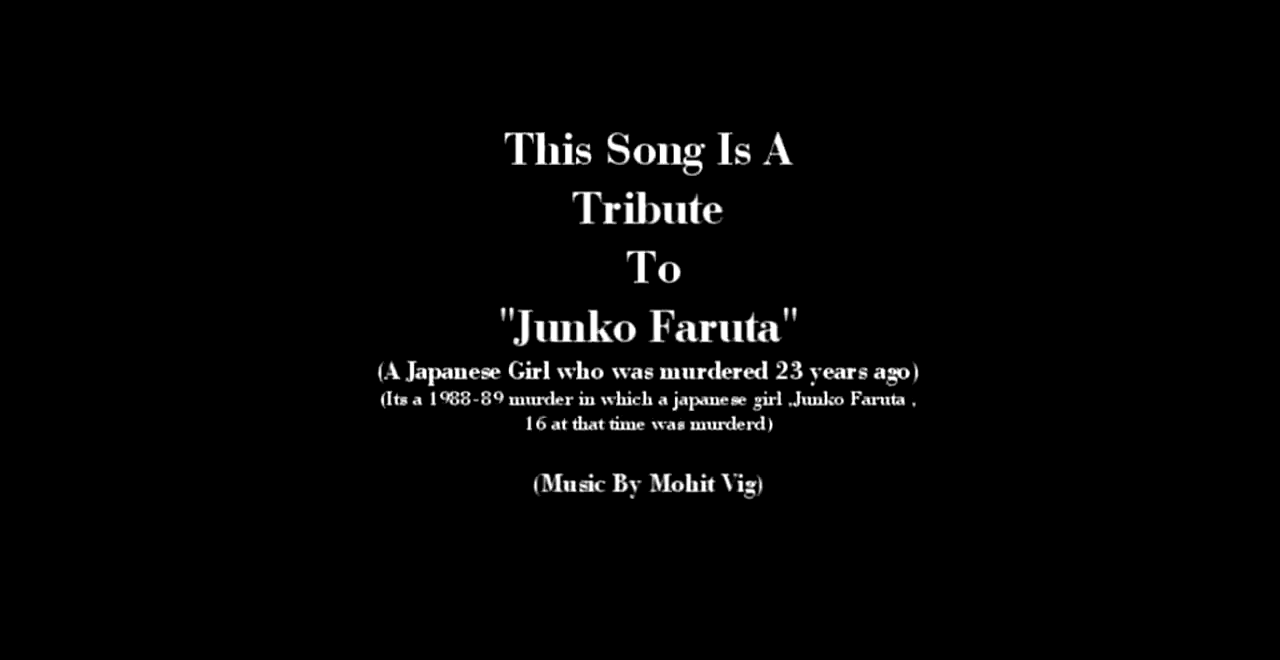 This Song Is A
Tribute
To
"Junko Faruta"
(A Japanese Girl who was murdered 23 years ago)
(Its a 1988-89 murder in which a japanese girl ,Junko Faruta ,
16 at that time was murderd)
(Music By Mohit Vig)